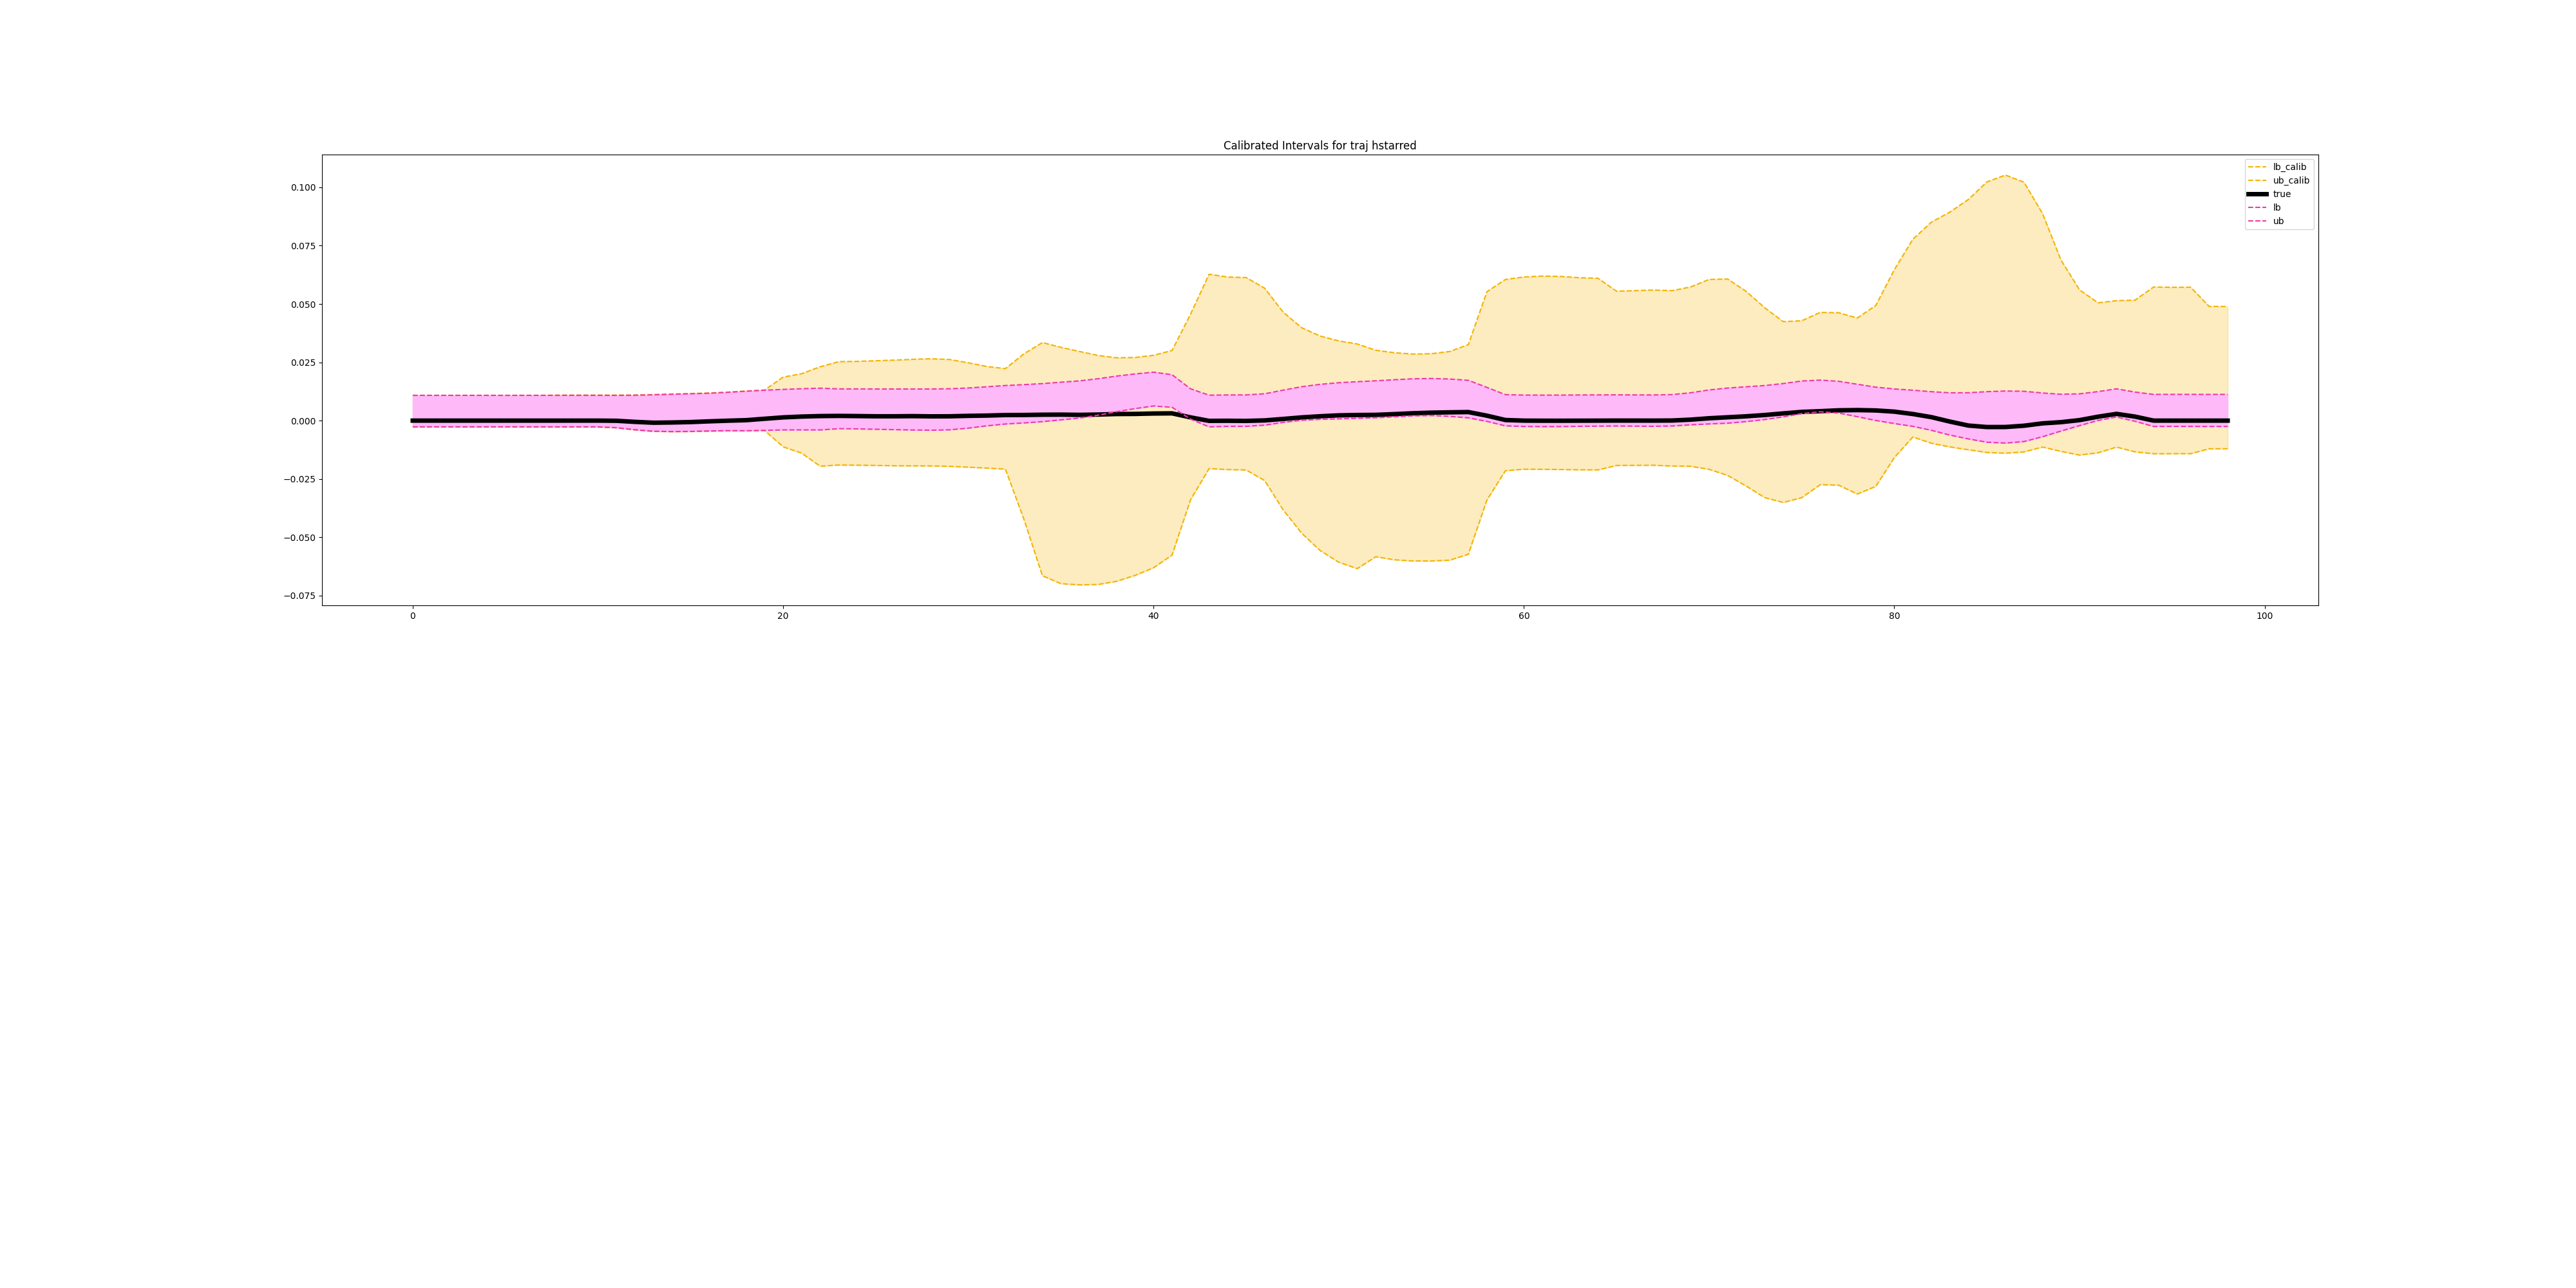 Calibrated Intervals for traj hstarred
lb_calib
ub_calib
true
lb
ub
0.100
0.075
0.050
0.025
0.000
−0.025
−0.050
−0.075
0 20 40 60 80 100